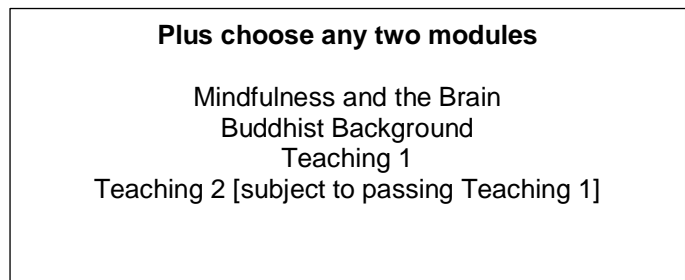 Plus choose any two modules
Mindfulness and the Brain
Buddhist Background
Teaching 1
Teaching 2 [subject to passing Teaching 1]